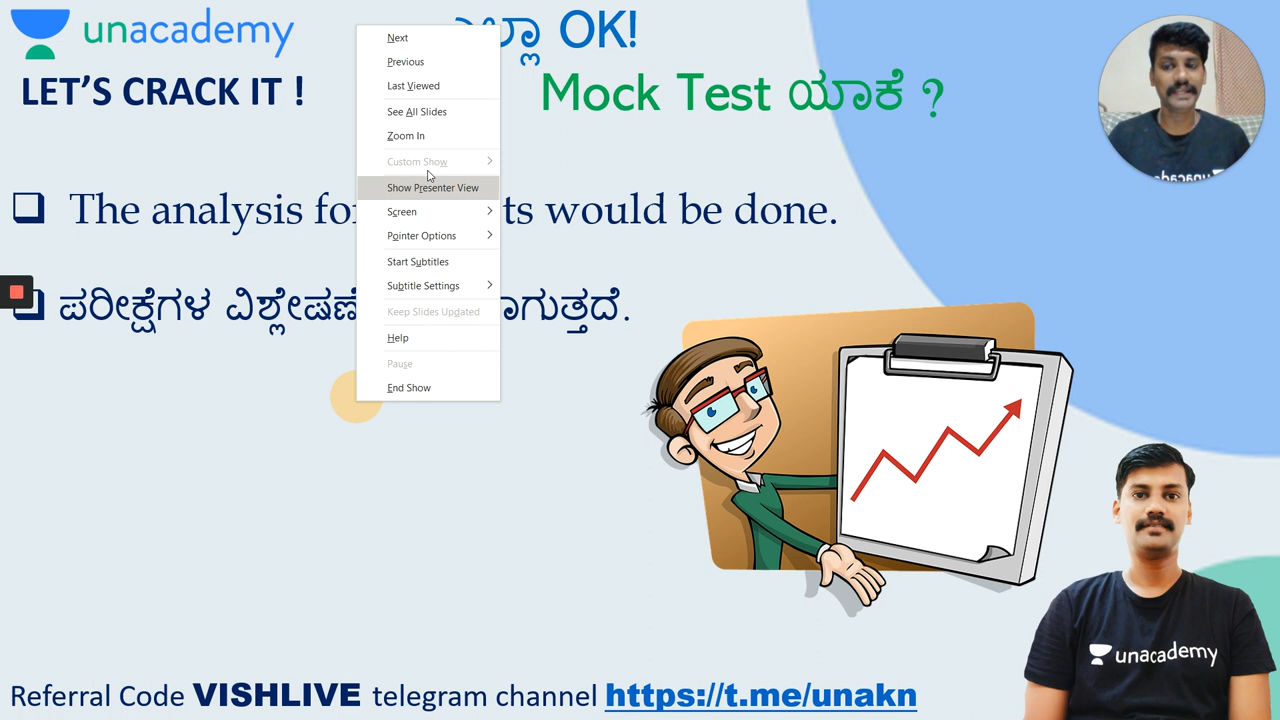 unacademy
OK!
LET’S CRACK IT !
Mock Test ಯಾಕೆ ?
The analysis for
ts would be done.
ಪರೀಕ್ಷೆಗಳ ವಿಶ್ಲೇಷಣೆ
ಾಗುತ್ತದೆ.
Next
Previous
Last Viewed
See All Slides
Zoom In
Custom Show
Show Presenter View
Screen
Pointer Options
Start Subtitles
Subtitle Settings
Keep Slides Updated
Help
Pause
End Show
unacademy
Referral Code VISHLIVE telegram channel https://t.me/unakn